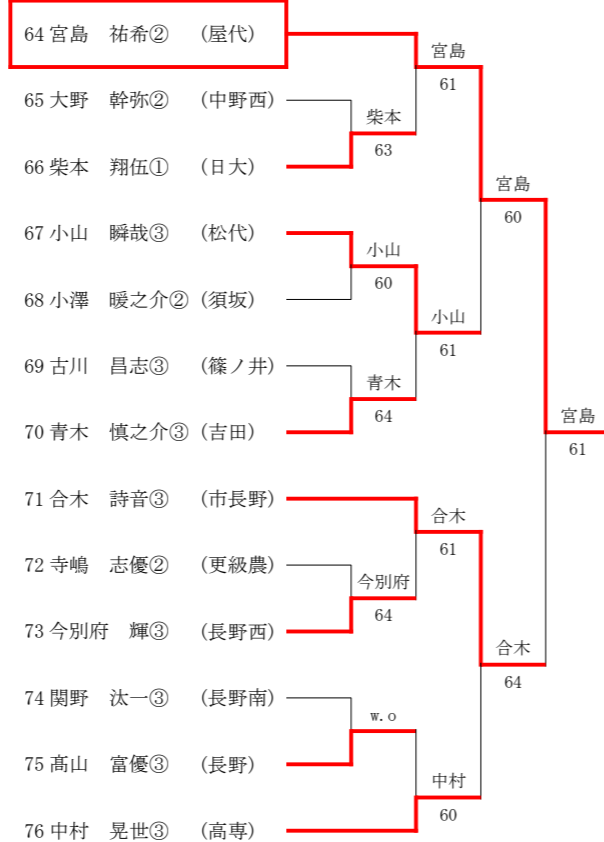 64 宮島　祐希②　(屋代)
宮島
61
65 大野　幹弥②　(中野西)
柴本
63
66 柴本　翔伍①　(日大)
宮島
60
67 小山　瞬哉③　(松代)
小山
60
68 小澤　暖之介② (須坂)
小山
61
69 古川　昌志③　(篠ノ井)
青木
64
70 青木　慎之介③ (吉田)
宮島
61
71 合木　詩音③　(市長野)
合木
61
72 寺嶋　志優②　(更級農)
今別府
64
73 今別府　輝③　(長野西)
合木
64
74 関野　汰一③　(長野南)
w.o
75 髙山　富優③　(長野)
中村
60
76 中村　晃世③　(高専)